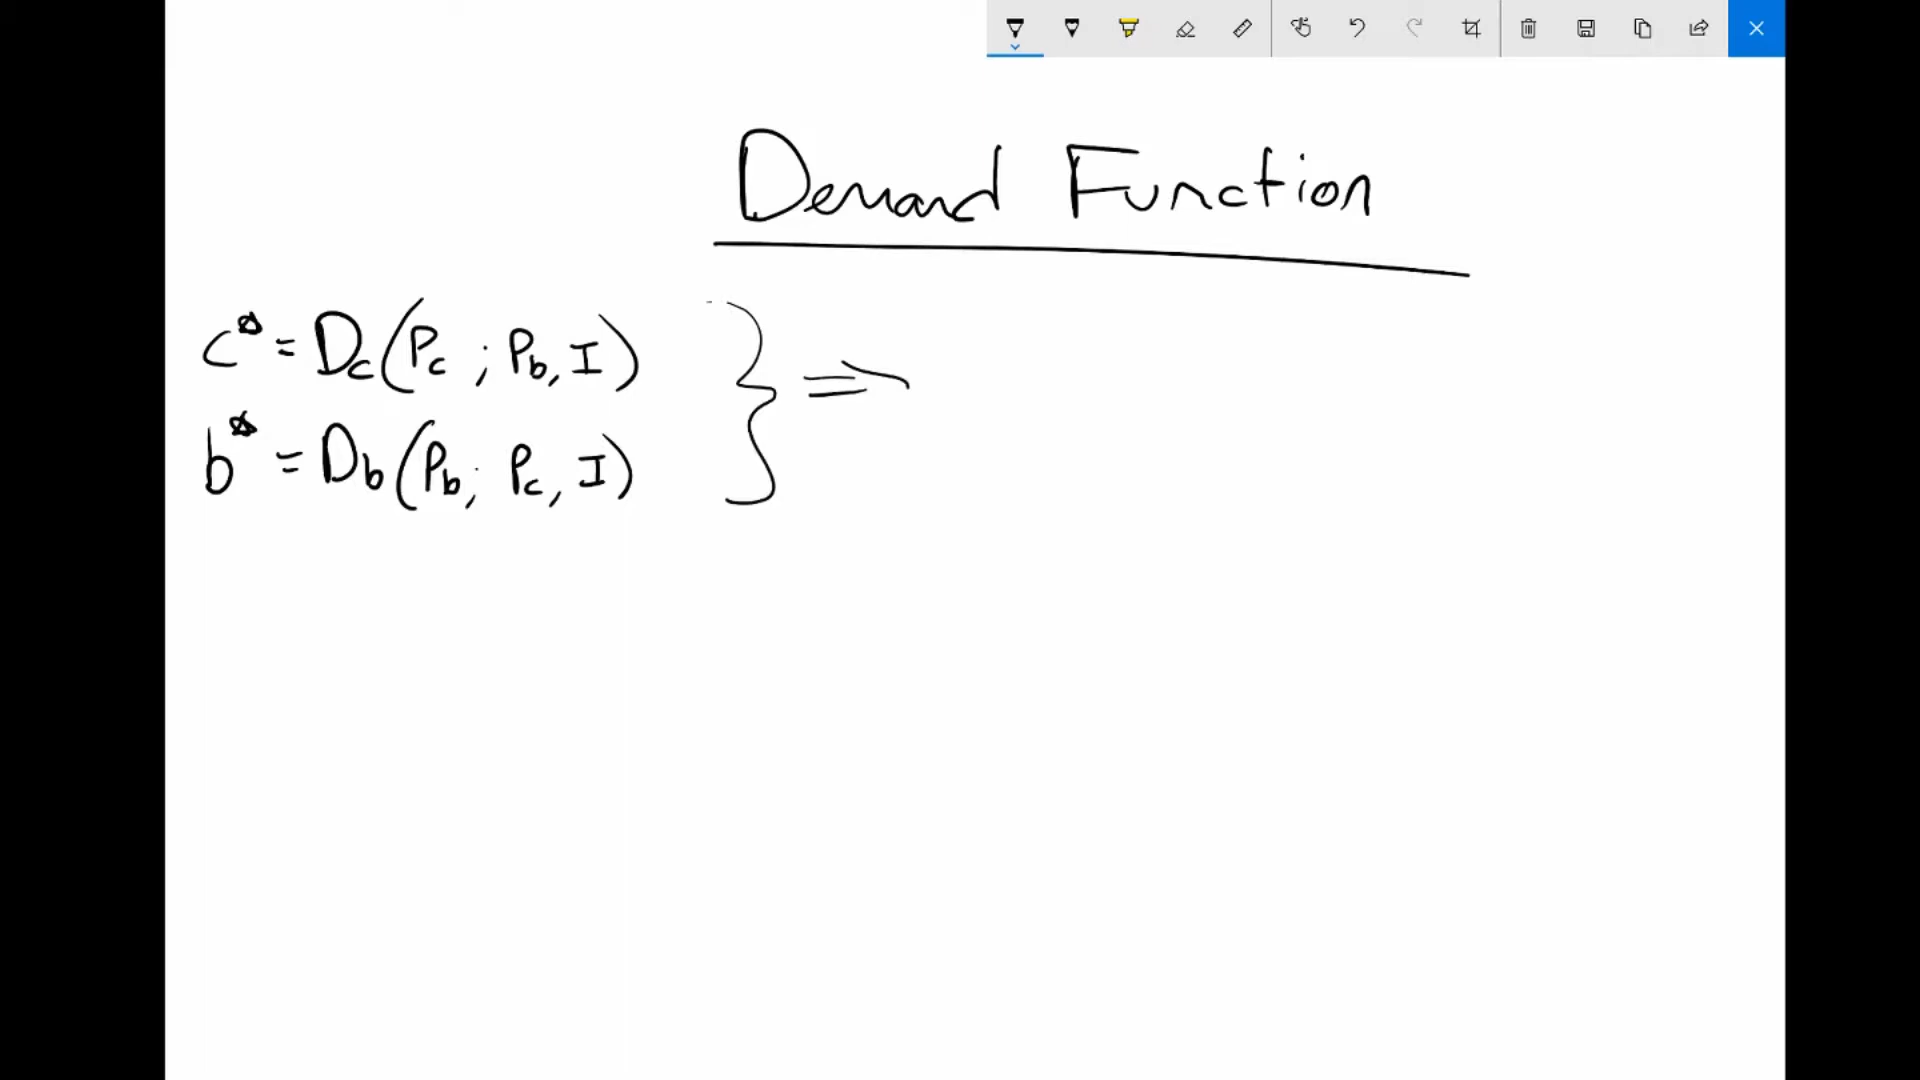 Demand Function
c* = Dc(Pc ; Pb, I) } ⇒
b* = Db(Pb; Pc, I)